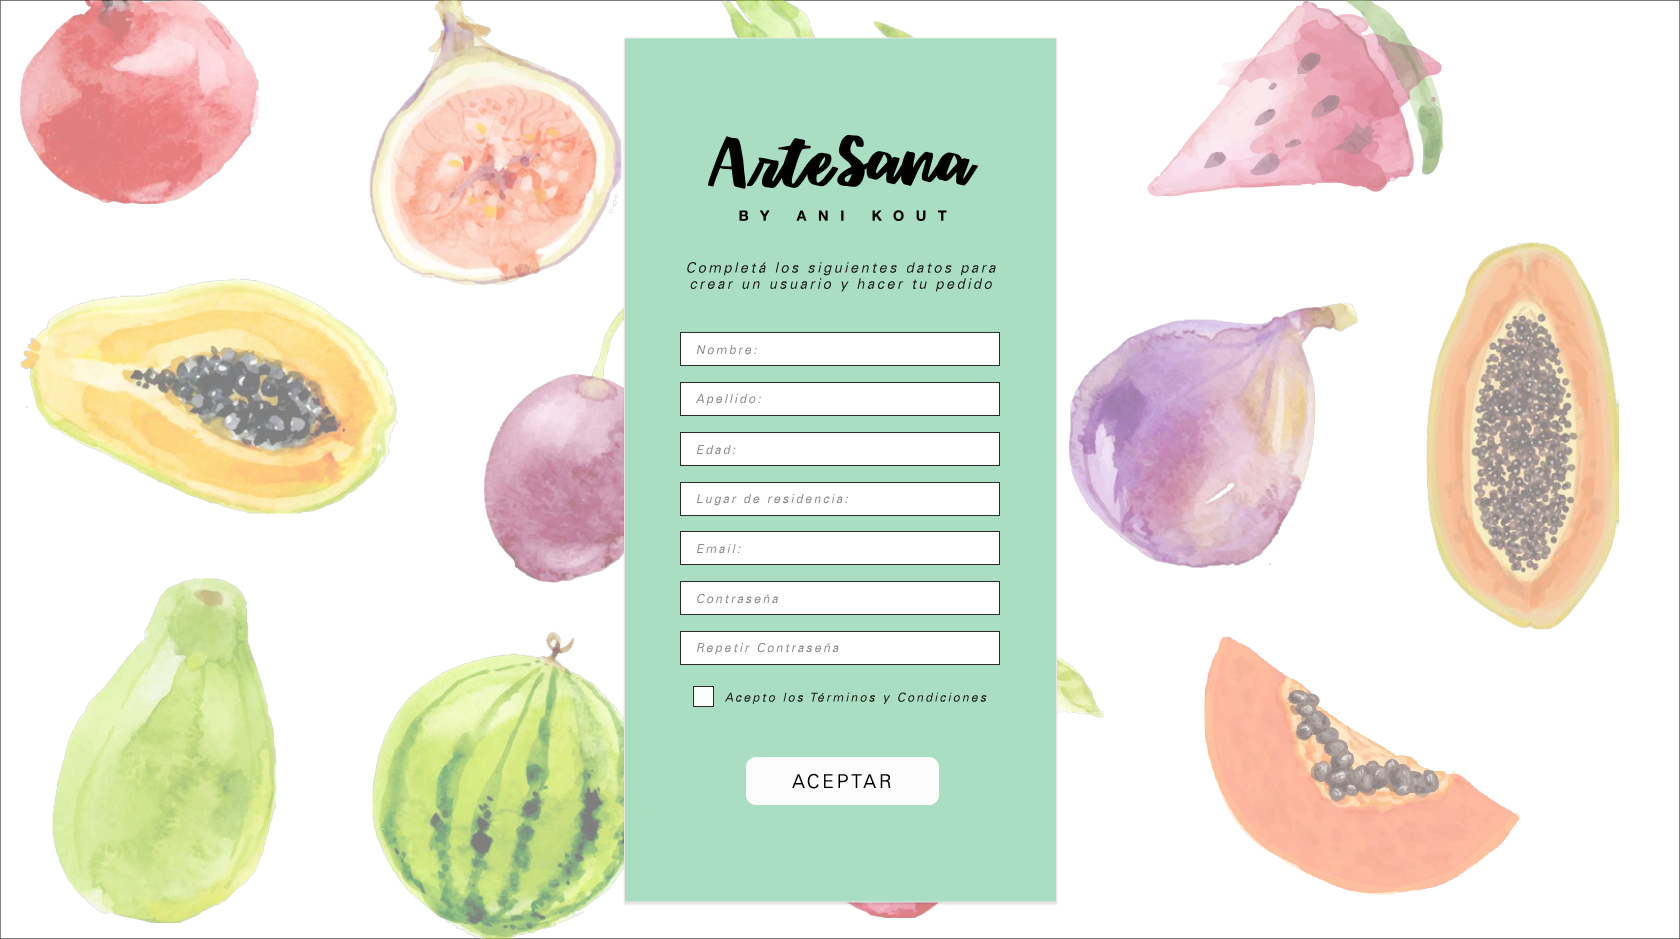 ArteSana
BY ANI KOUT
Completá los siguientes datos para
crear un usuario y hacer tu pedido
Nombre:
Apellido:
Edad:
Lugar de residencia:
Email:
Contraseña
Repetir Contraseña
Acepto los Términos y Condiciones
ACEPTAR